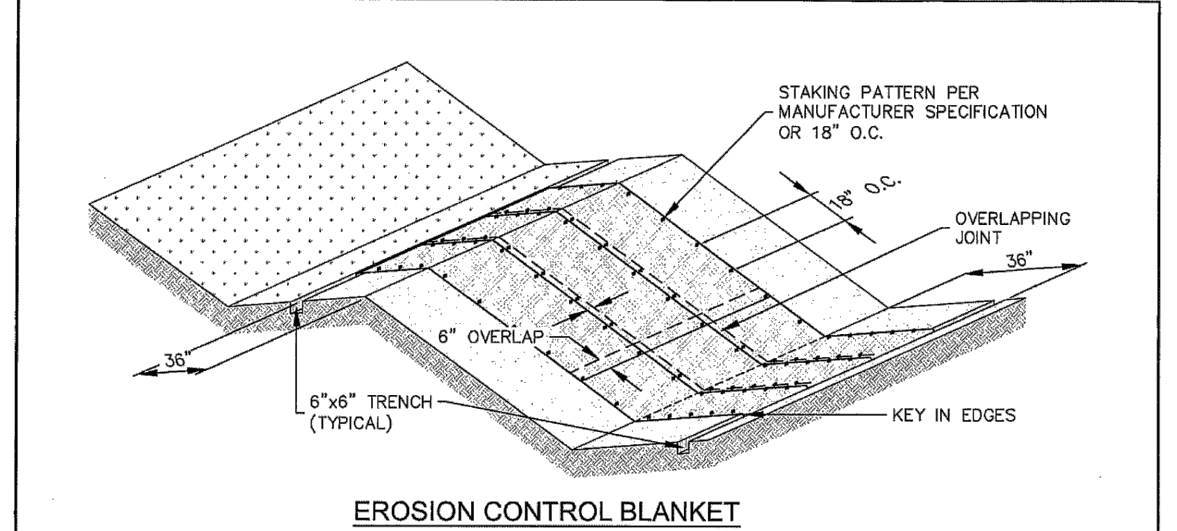 STAKING PATTERN PER
MANUFACTURER SPECIFICATION
OR 18" O.C.
18" O.C.
OVERLAPPING
JOINT
36"
6" OVERLAP
36"
6"x6" TRENCH
(TYPICAL)
KEY IN EDGES
EROSION CONTROL BLANKET